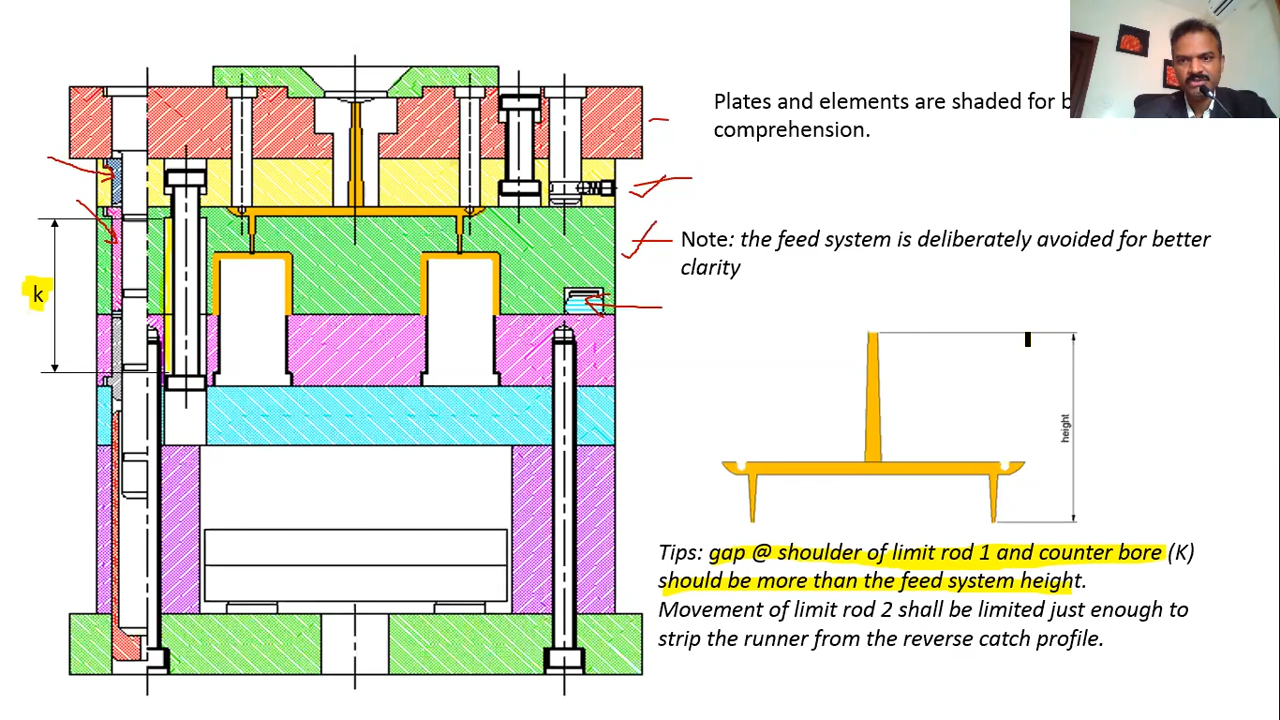 Plates and elements are shaded for b
comprehension.
Note: the feed system is deliberately avoided for better
clarity
k
height
Tips: gap @ shoulder of limit rod 1 and counter bore (K)
should be more than the feed system height.
Movement of limit rod 2 shall be limited just enough to
strip the runner from the reverse catch profile.